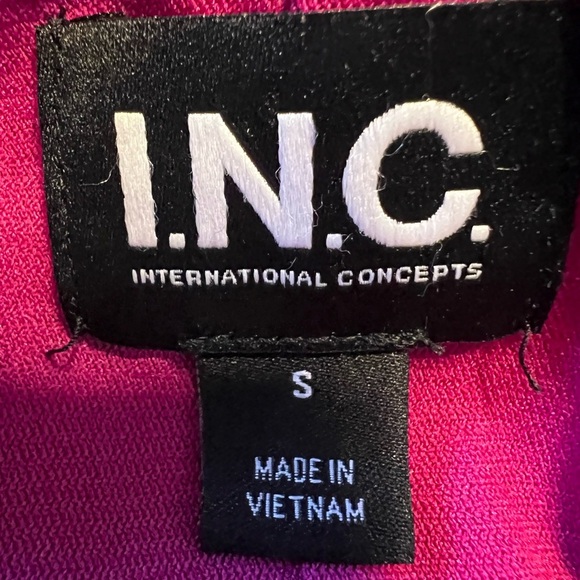 I.N.C.
INTERNATIONAL CONCEPTS
S
MADE IN
VIETNAM